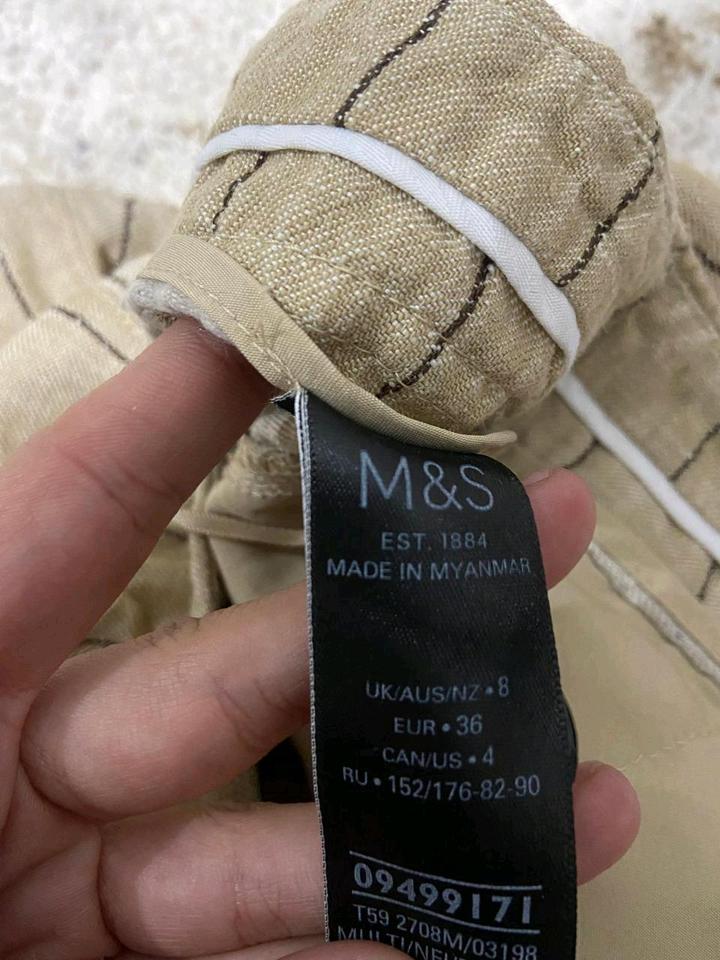 M&S
EST. 1884
MADE IN MYANMAR
UK/AUS/NZ • 8
EUR • 36
CAN/US • 4
RU • 152/176-82-90
09499171
T59 2708M/03198